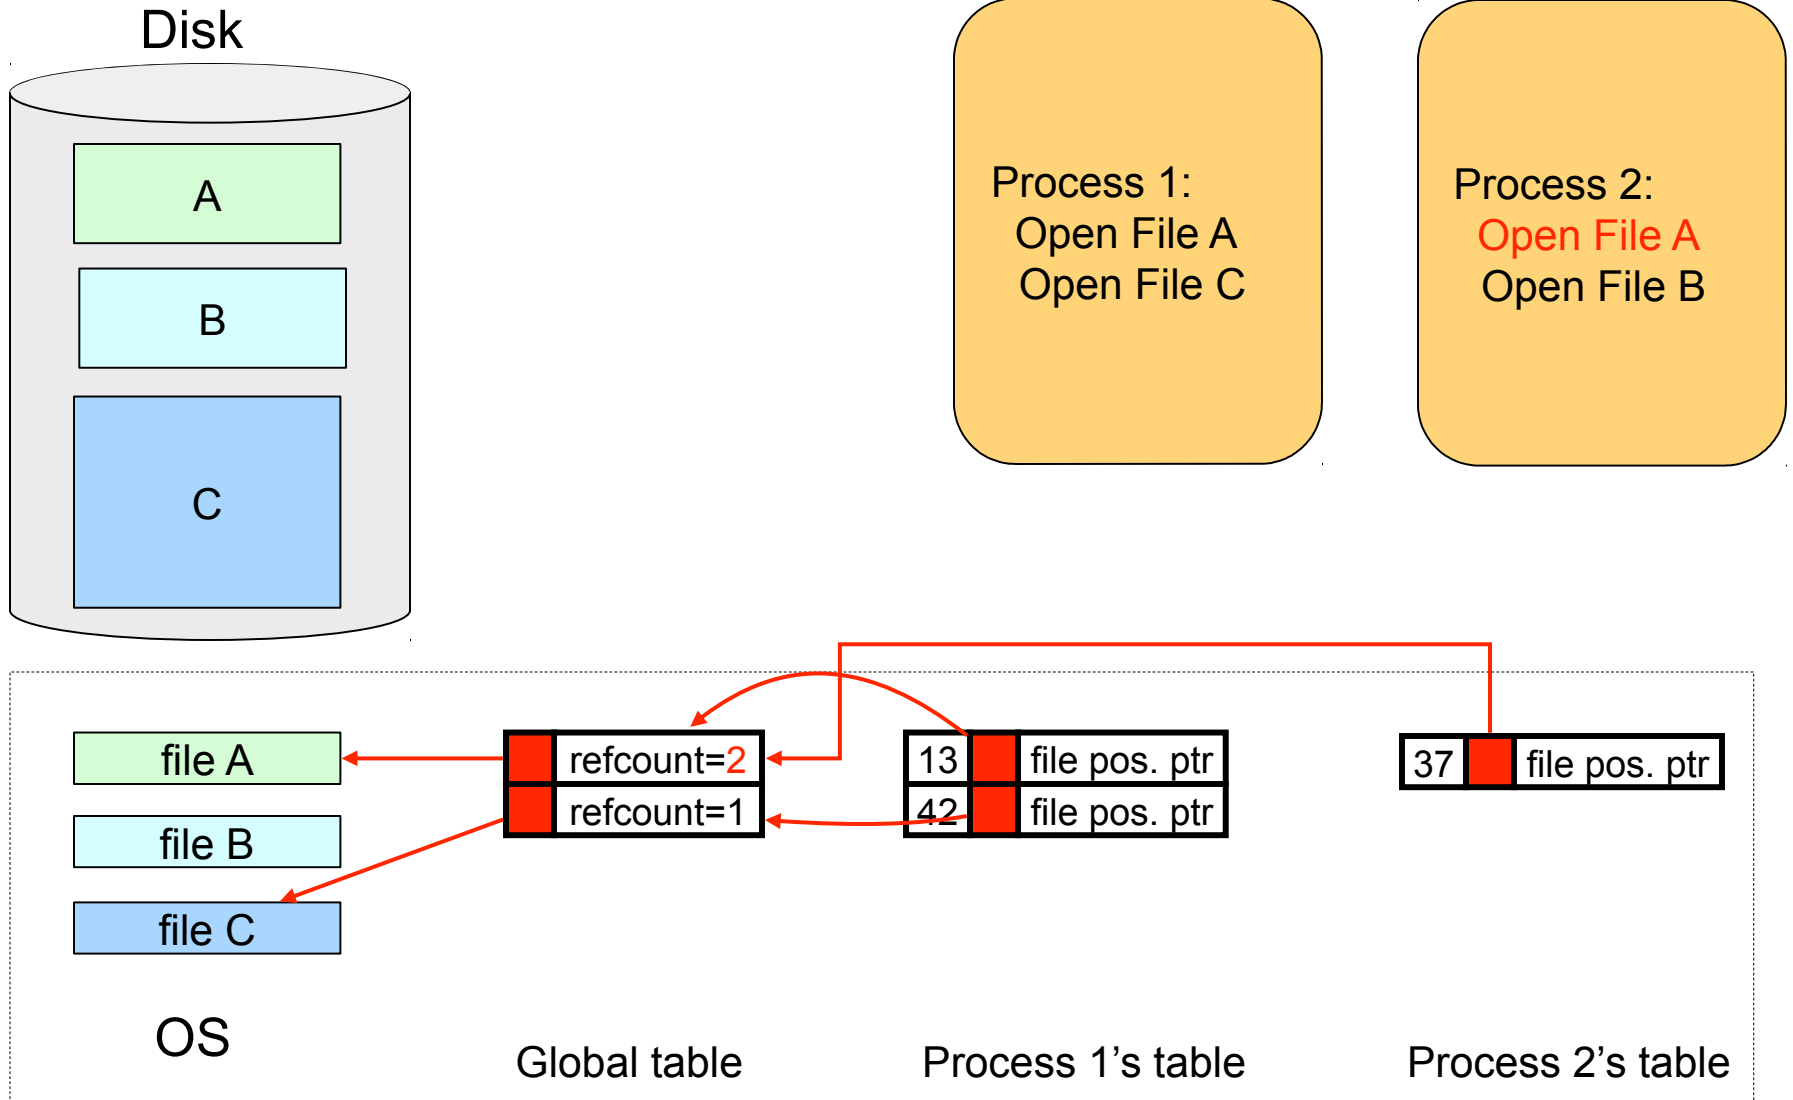 Disk
A
B
C
Process 1:
Open File A
Open File C
Process 2:
Open File A
Open File B
file A
file B
file C
OS
refcount=2
refcount=1
Global table
13 file pos. ptr
42 file pos. ptr
Process 1’s table
37 file pos. ptr
Process 2’s table